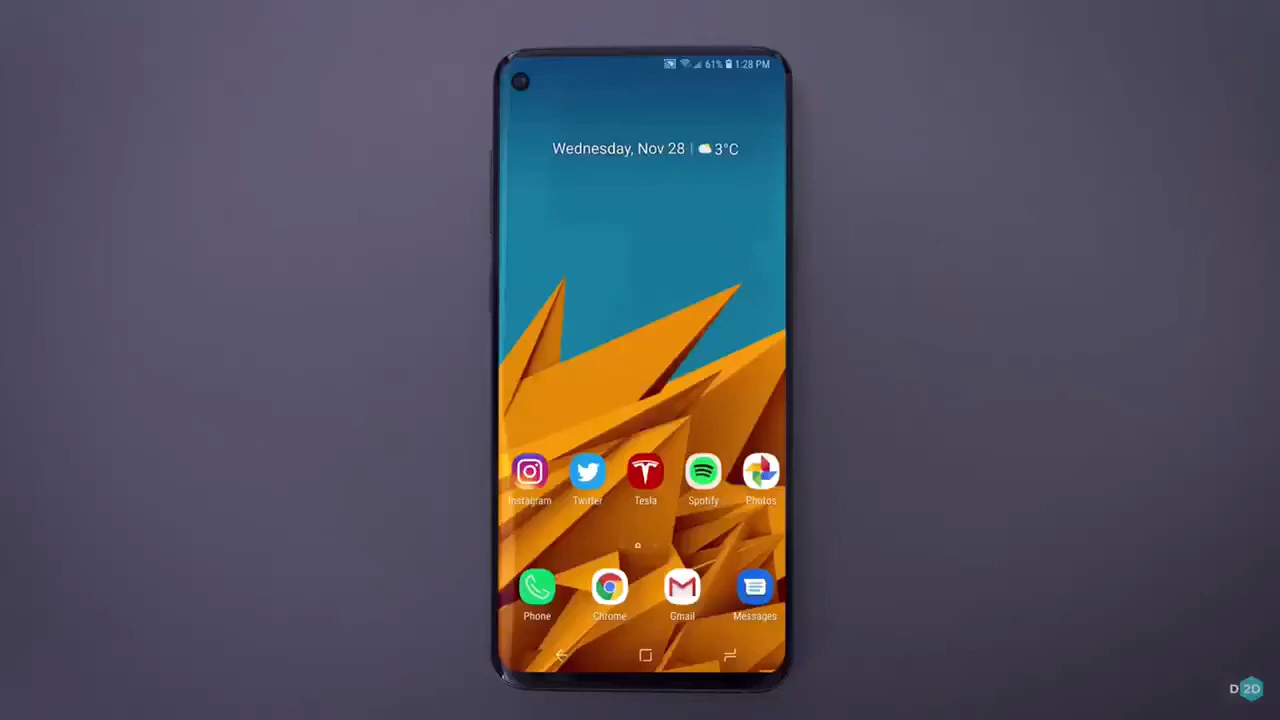 61% 1:28 PM
Wednesday, Nov 28 | 3°C
Instagram Twitter Tesla Spotify Photos
Phone Chrome Gmail Messages
D2D